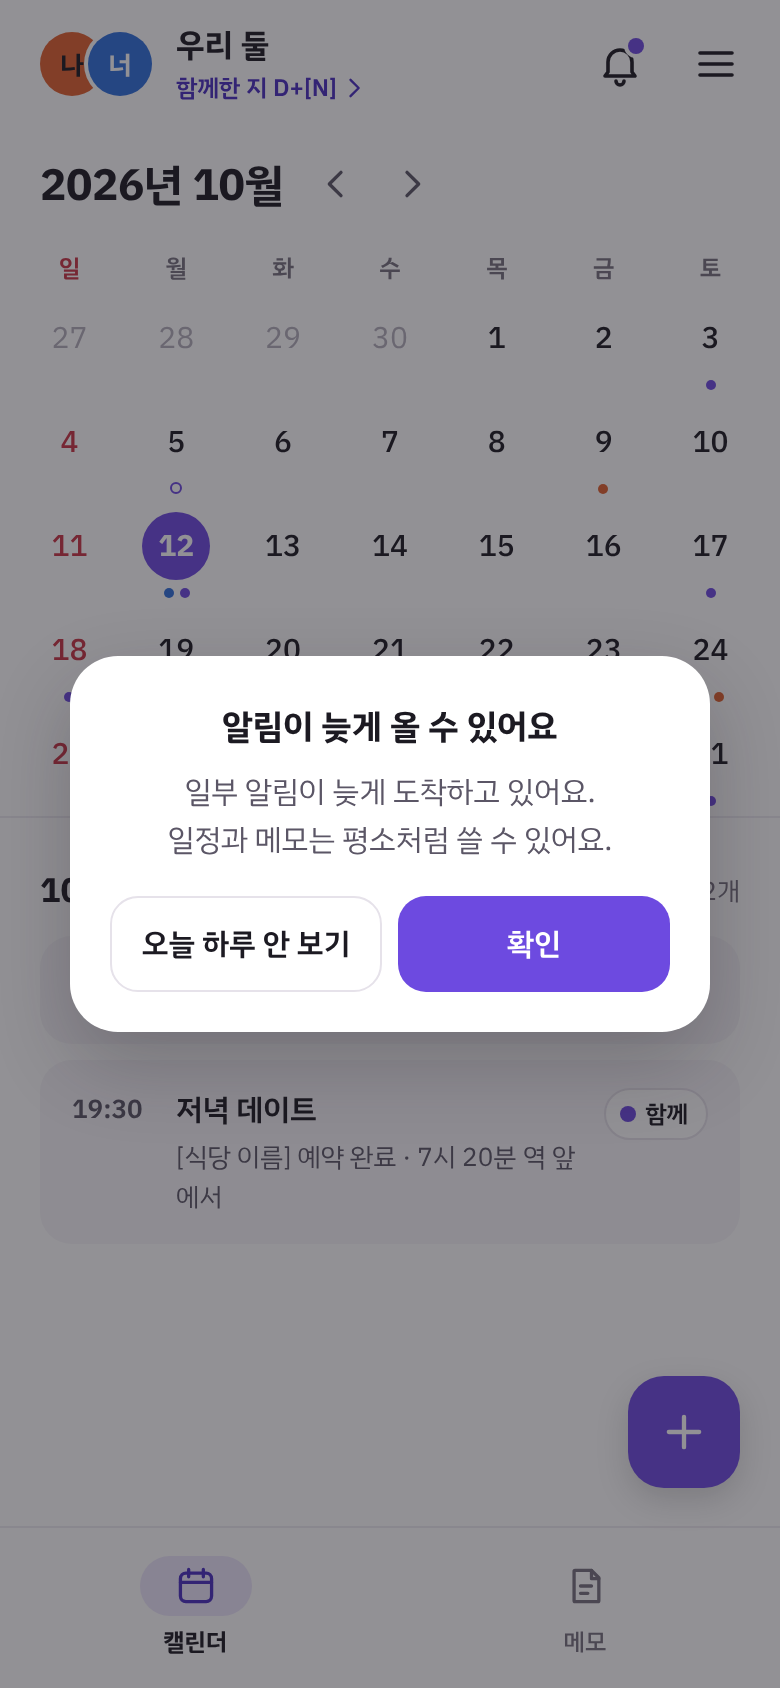 나 너
우리 둘
함께한 지 D+[N]
2026년 10월
일 월 화 수 목 금 토
27 28 29 30 1 2 3
4 5 6 7 8 9 10
11 12 13 14 15 16 17
18 19 20 21 22 23 24
알림이 늦게 올 수 있어요
일부 알림이 늦게 도착하고 있어요.
일정과 메모는 평소처럼 쓸 수 있어요.
오늘 하루 안 보기 확인
19:30 저녁 데이트 함께
[식당 이름] 예약 완료 · 7시 20분 역 앞
에서
캘린더 메모